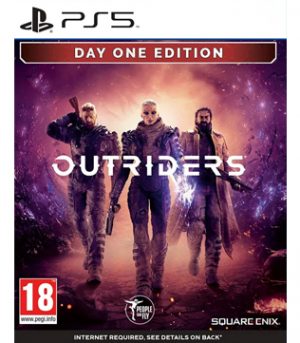 PS5
DAY ONE EDITION
OUTRIDERS
18
www.pegi.info
PEOPLE CAN FLY
SQUARE ENIX
INTERNET REQUIRED, SEE DETAILS ON BACK*